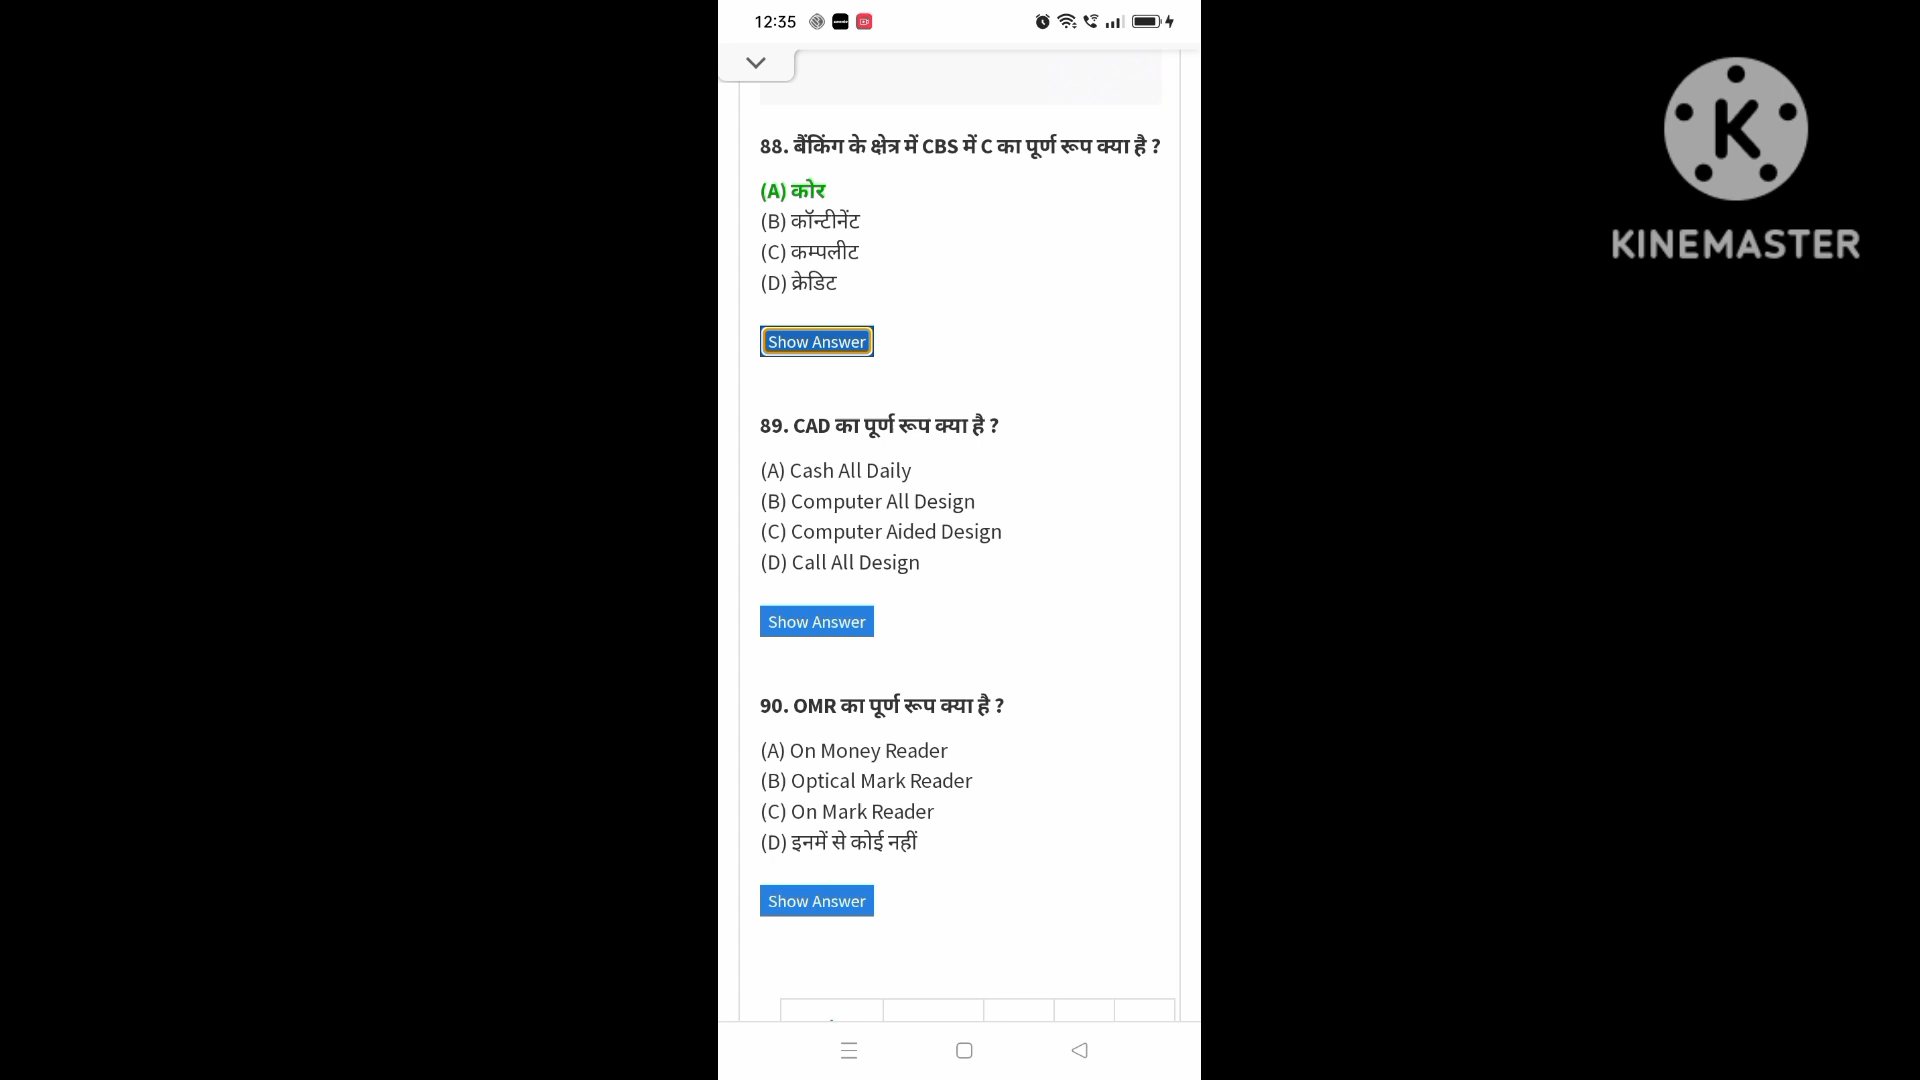 12:35
88. बैंकिंग के क्षेत्र में CBS में C का पूर्ण रूप क्या है ?
(A) कोर
(B) कॉन्टीनेंट
(C) कम्पलीट
(D) क्रेडिट
Show Answer
89. CAD का पूर्ण रूप क्या है ?
(A) Cash All Daily
(B) Computer All Design
(C) Computer Aided Design
(D) Call All Design
Show Answer
90. OMR का पूर्ण रूप क्या है ?
(A) On Money Reader
(B) Optical Mark Reader
(C) On Mark Reader
(D) इनमें से कोई नहीं
Show Answer
K
KINEMASTER